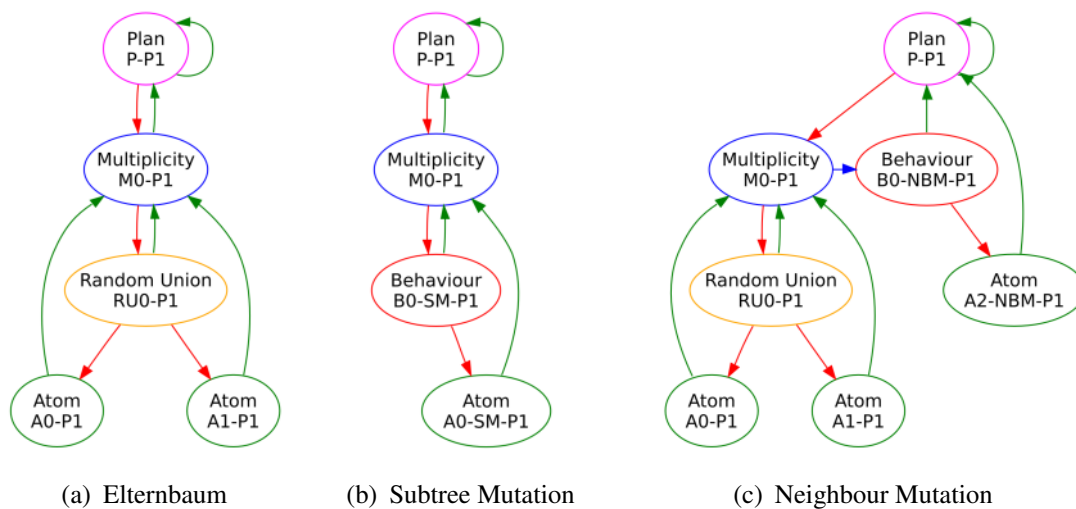 Plan
P-P1
Multiplicity
M0-P1
Random Union
RU0-P1
Atom
A0-P1
Atom
A1-P1
(a) Elternbaum
Plan
P-P1
Multiplicity
M0-P1
Behaviour
B0-SM-P1
Atom
A0-SM-P1
(b) Subtree Mutation
Plan
P-P1
Multiplicity
M0-P1
Behaviour
B0-NBM-P1
Random Union
RU0-P1
Atom
A2-NBM-P1
Atom
A0-P1
Atom
A1-P1
(c) Neighbour Mutation